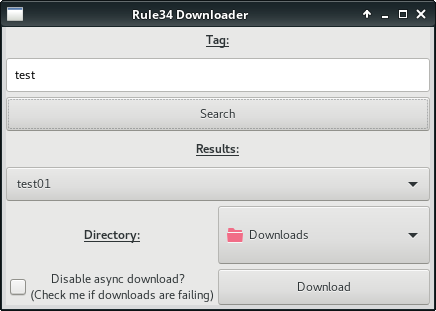 Rule34 Downloader
Tag:
test
Search
Results:
test01
Directory:
Downloads
Disable async download?
(Check me if downloads are failing)
Download